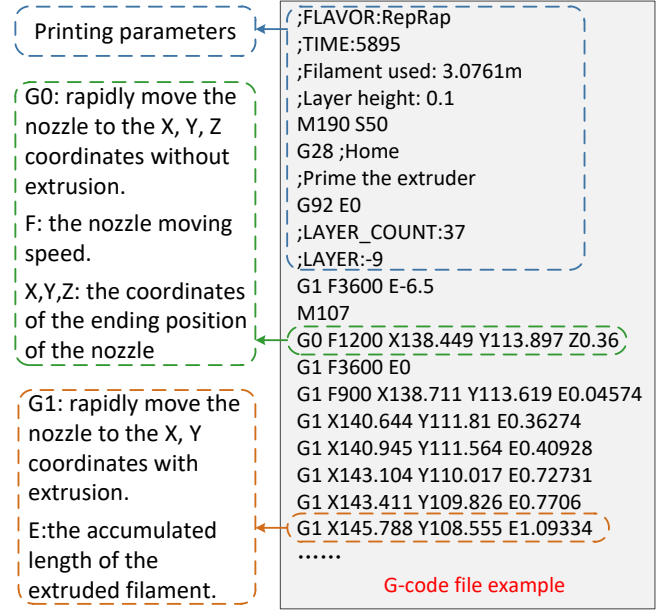 Printing parameters
G0: rapidly move the
nozzle to the X, Y, Z
coordinates without
extrusion.
F: the nozzle moving
speed.
X,Y,Z: the coordinates
of the ending position
of the nozzle
G1: rapidly move the
nozzle to the X, Y
coordinates with
extrusion.
E:the accumulated
length of the
extruded filament.
;FLAVOR:RepRap
;TIME:5895
;Filament used: 3.0761m
;Layer height: 0.1
M190 S50
G28 ;Home
;Prime the extruder
G92 E0
;LAYER_COUNT:37
;LAYER:-9
G1 F3600 E-6.5
M107
G0 F1200 X138.449 Y113.897 Z0.36
G1 F3600 E0
G1 F900 X138.711 Y113.619 E0.04574
G1 X140.644 Y111.81 E0.36274
G1 X140.945 Y111.564 E0.40928
G1 X143.104 Y110.017 E0.72731
G1 X143.411 Y109.826 E0.7706
G1 X145.788 Y108.555 E1.09334
......
G-code file example